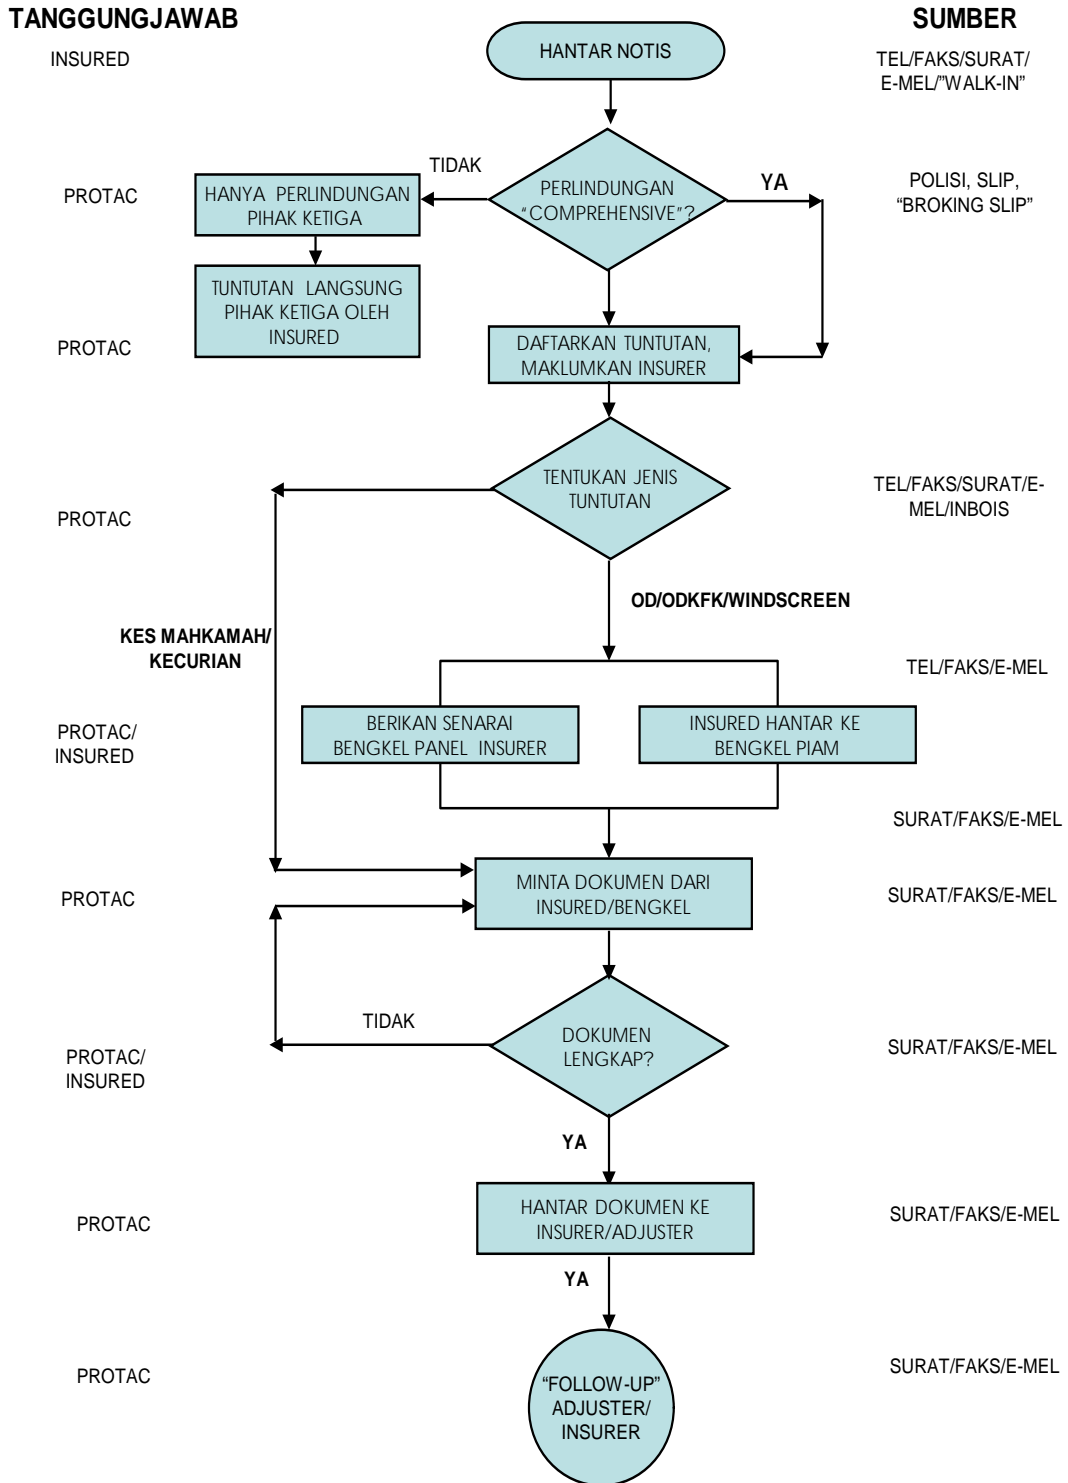 TANGGUNGJAWAB
SUMBER
INSURED
HANTAR NOTIS
TEL/FAKS/SURAT/
E-MEL/”WALK-IN”
TIDAK
PROTAC
HANYA PERLINDUNGAN
PIHAK KETIGA
PERLINDUNGAN
“COMPREHENSIVE”?
YA
POLISI, SLIP,
“BROKING SLIP”
TUNTUTAN LANGSUNG
PIHAK KETIGA OLEH
INSURED
PROTAC
DAFTARKAN TUNTUTAN,
MAKLUMKAN INSURER
PROTAC
TENTUKAN JENIS
TUNTUTAN
TEL/FAKS/SURAT/E-
MEL/INBOIS
OD/ODKFK/WINDSCREEN
KES MAHKAMAH/
KECURIAN
TEL/FAKS/E-MEL
PROTAC/
INSURED
BERIKAN SENARAI
BENGKEL PANEL INSURER
INSURED HANTAR KE
BENGKEL PIAM
SURAT/FAKS/E-MEL
PROTAC
MINTA DOKUMEN DARI
INSURED/BENGKEL
SURAT/FAKS/E-MEL
TIDAK
PROTAC/
INSURED
DOKUMEN
LENGKAP?
SURAT/FAKS/E-MEL
YA
PROTAC
HANTAR DOKUMEN KE
INSURER/ADJUSTER
SURAT/FAKS/E-MEL
YA
PROTAC
“FOLLOW-UP”
ADJUSTER/
INSURER
SURAT/FAKS/E-MEL